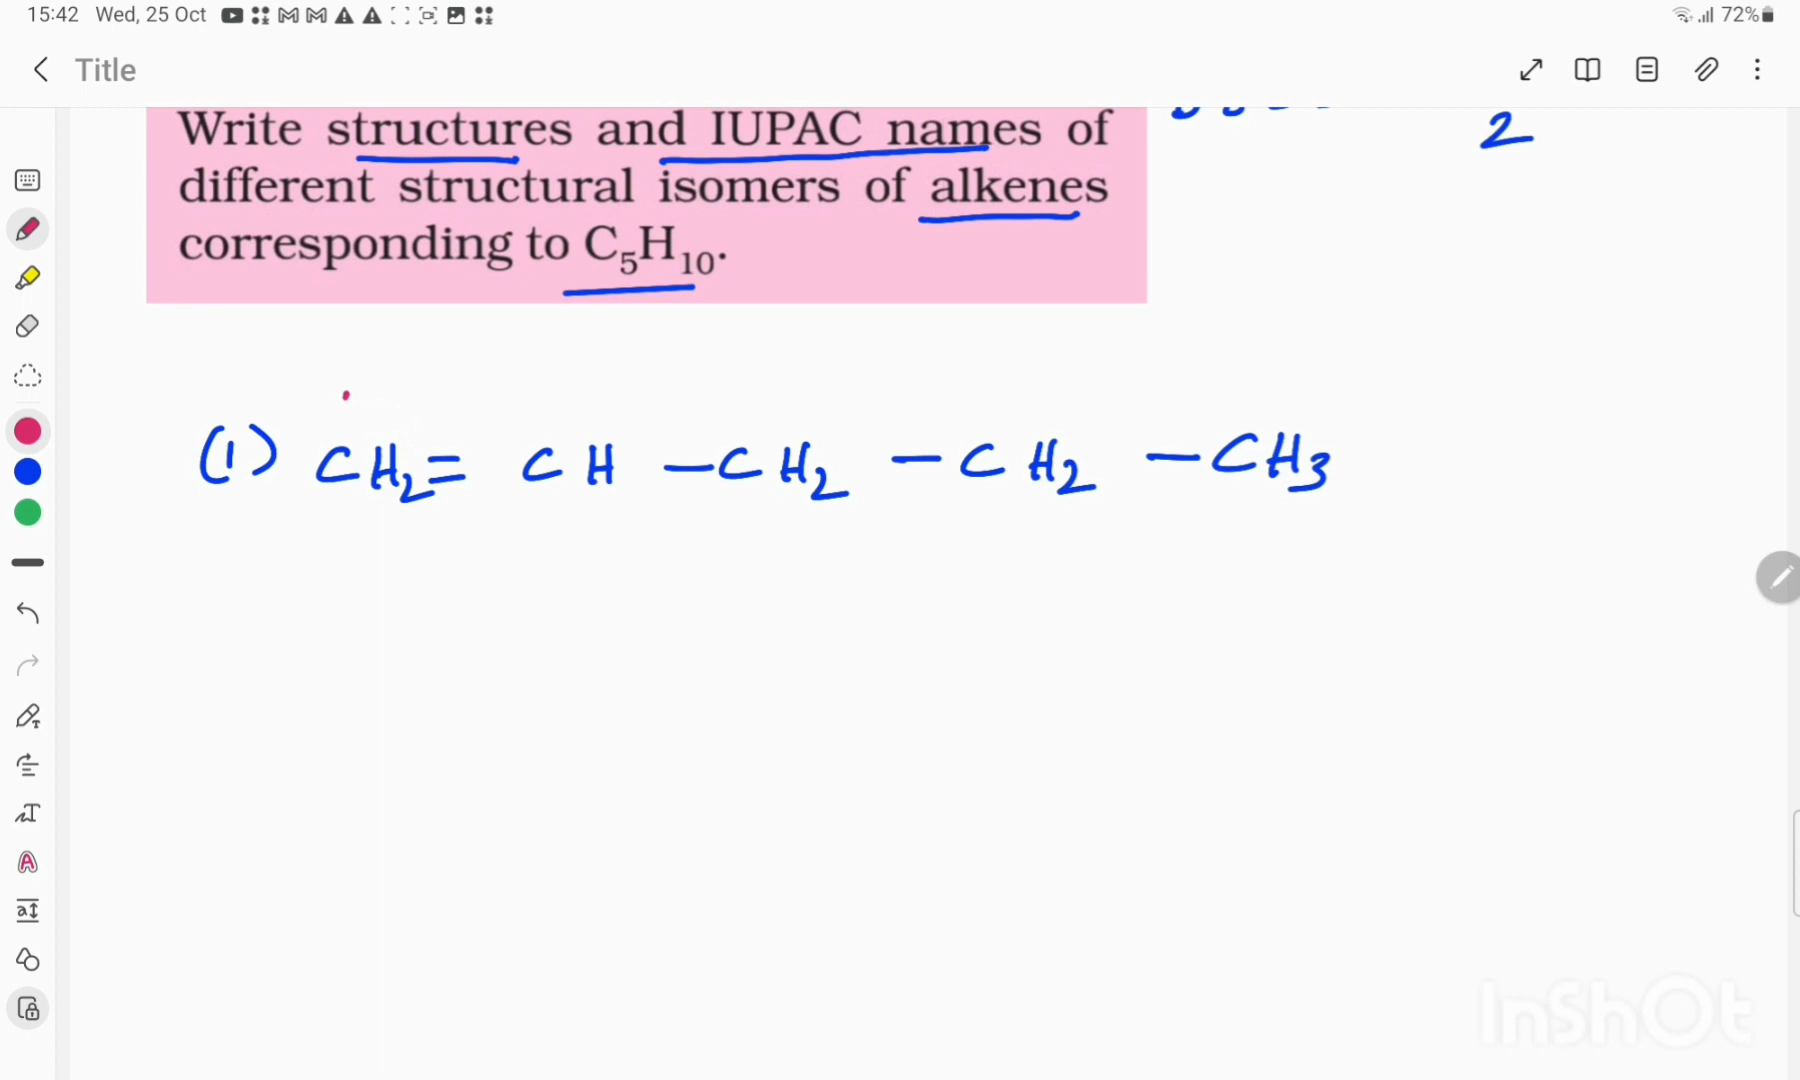 15:42 Wed, 25 Oct 72%
Title
Write structures and IUPAC names of
2
different structural isomers of alkenes
corresponding to C₅H₁₀.
(1) CH₂= CH –CH₂ –CH₂ –CH₃
InShOt